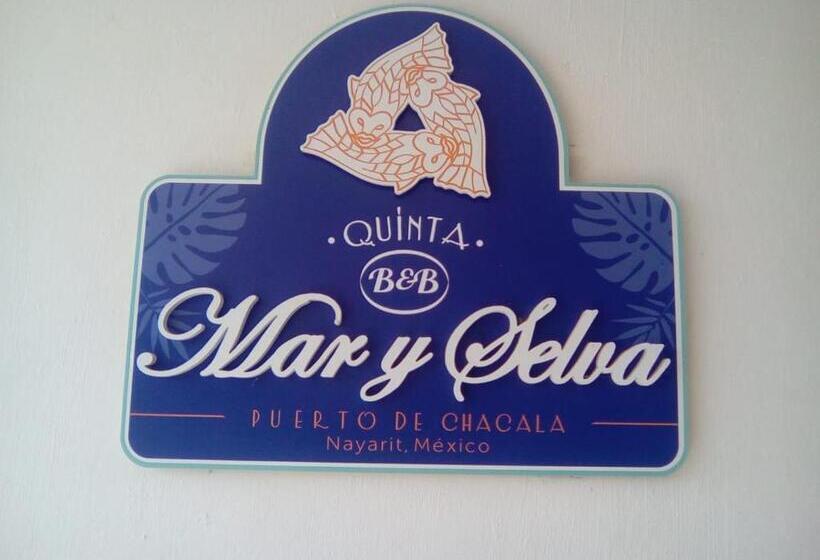 · QUINTA ·
B&B
Mar y Selva
PUERTO DE CHACALA
Nayarit, México